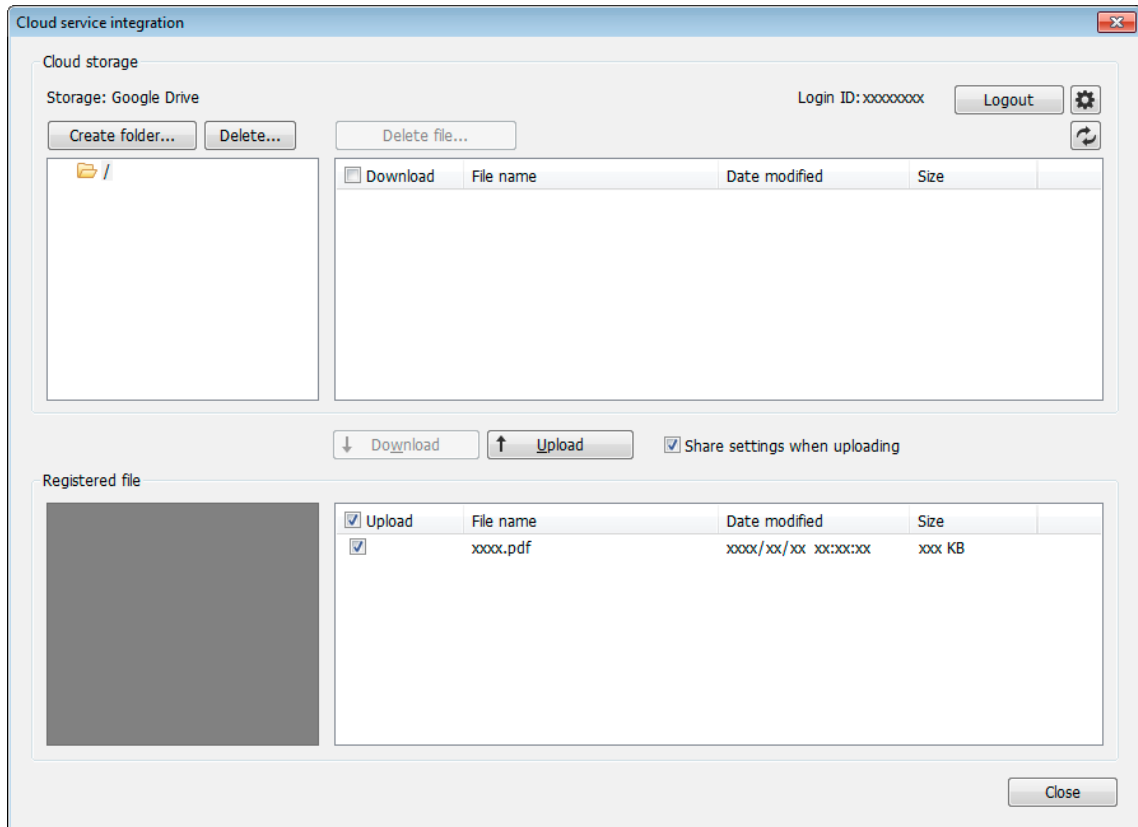 Cloud service integration
Cloud storage
Storage: Google Drive
Login ID: xxxxxxxx
Logout
Create folder...
Delete...
Delete file...
/
Download File name Date modified Size
Download
Upload
Share settings when uploading
Registered file
Upload File name Date modified Size
xxxx.pdf xxxx/xx/xx xx:xx:xx xxx KB
Close